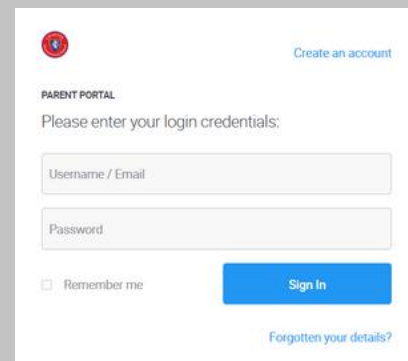 Create an account
PARENT PORTAL
Please enter your login credentials:
Username / Email
Password
Remember me
Sign In
Forgotten your details?